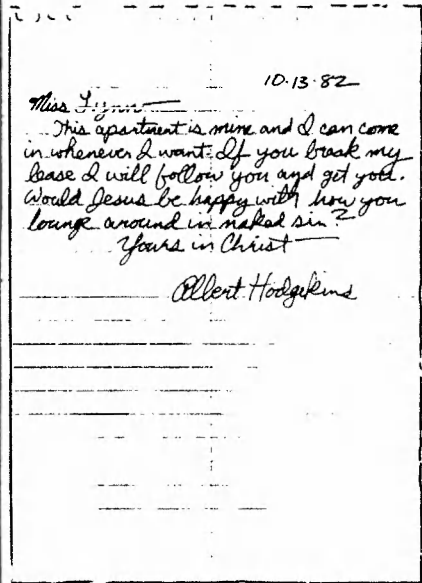 10.13.82
Miss Lynn—
This apartment is mine and I can come
in whenever I want. If you break my
lease I will follow you and get you.
Would Jesus be happy with how you
lounge around in naked sin?
Yours in Christ—
Albert Hodgekins